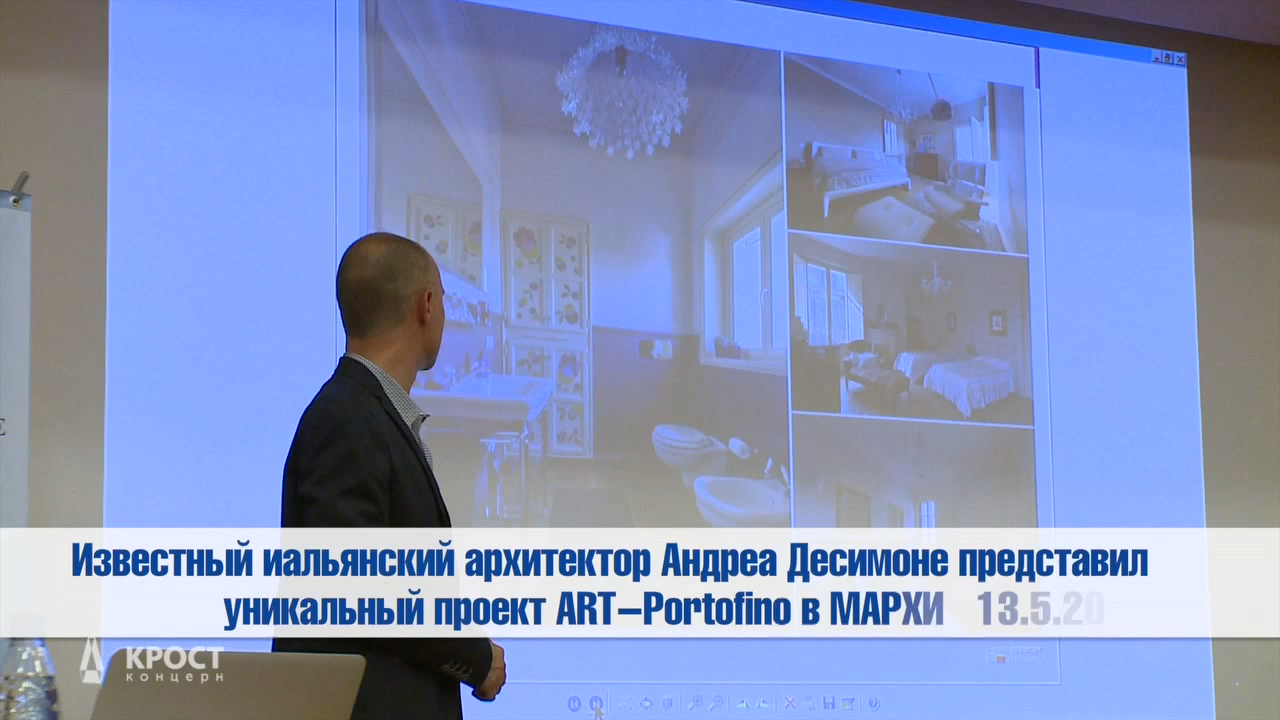 Известный иальянский архитектор Андреа Десимоне представил
уникальный проект ART–Portofino в МАРХИ 13.5.20
КРОСТ
концерн
E